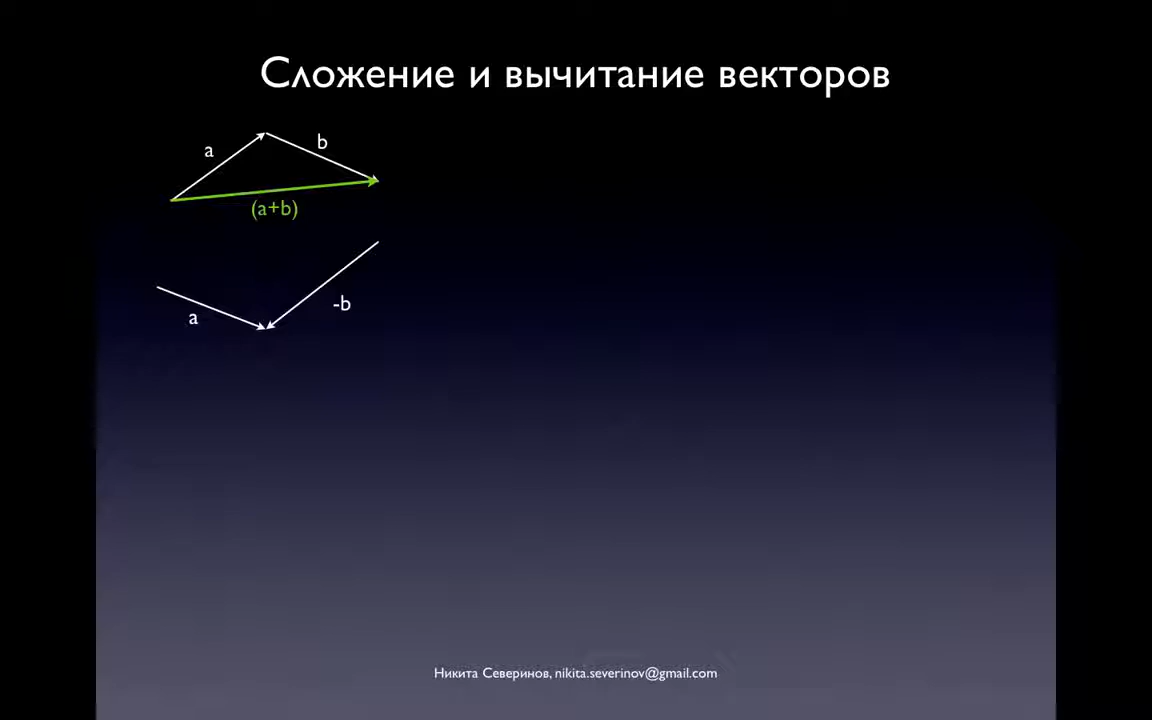 Сложение и вычитание векторов
a
b
(a+b)
-b
a
Никита Северинов, nikita.severinov@gmail.com